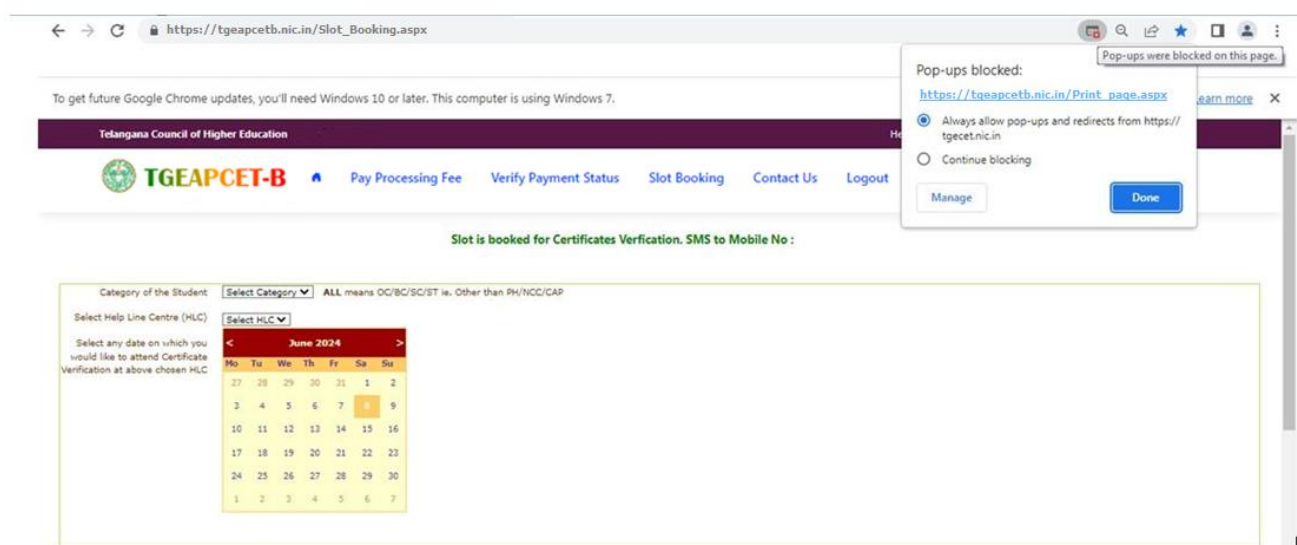 https://tgeapcetb.nic.in/Slot_Booking.aspx
Pop-ups were blocked on this page.
Pop-ups blocked:
https://tgeapcetb.nic.in/Print_page.aspx
Always allow pop-ups and redirects from https://
tgecet.nic.in
Continue blocking
Manage
Done
To get future Google Chrome updates, you'll need Windows 10 or later. This computer is using Windows 7.
earn more
Telangana Council of Higher Education
He
TGEAPCET-B
Pay Processing Fee
Verify Payment Status
Slot Booking
Contact Us
Logout
Slot is booked for Certificates Verfication. SMS to Mobile No :
Category of the Student
Select Category
ALL means OC/BC/SC/ST ie. Other than PH/NCC/CAP
Select Help Line Centre (HLC)
Select HLC
Select any date on which you
would like to attend Certificate
Verification at above chosen HLC
< June 2024 >
Mo Tu We Th Fr Sa Su
27 28 29 30 31 1 2
3 4 5 6 7 8 9
10 11 12 13 14 15 16
17 18 19 20 21 22 23
24 25 26 27 28 29 30
1 2 3 4 5 6 7